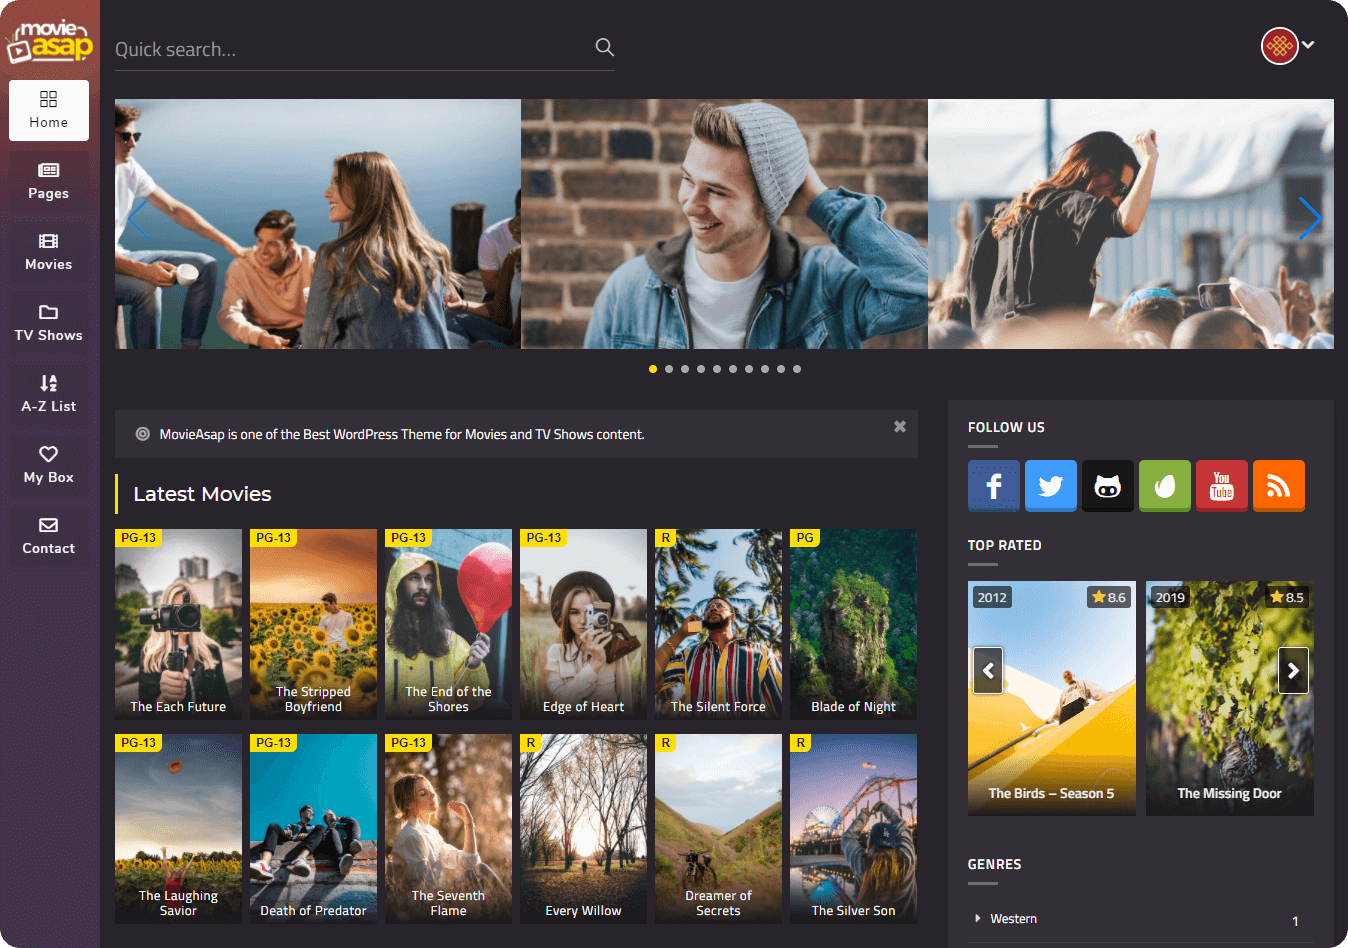 movie
asap
Quick search...
Home
Pages
Movies
TV Shows
A-Z List
My Box
Contact
MovieAsap is one of the Best WordPress Theme for Movies and TV Shows content.
Latest Movies
PG-13
The Each Future
PG-13
The Stripped
Boyfriend
PG-13
The End of the
Shores
PG-13
Edge of Heart
R
The Silent Force
PG
Blade of Night
PG-13
The Laughing
Savior
PG-13
Death of Predator
PG-13
The Seventh
Flame
R
Every Willow
R
Dreamer of
Secrets
R
The Silver Son
FOLLOW US
You
Tube
TOP RATED
2012
8.6
The Birds – Season 5
2019
8.5
The Missing Door
GENRES
Western
1